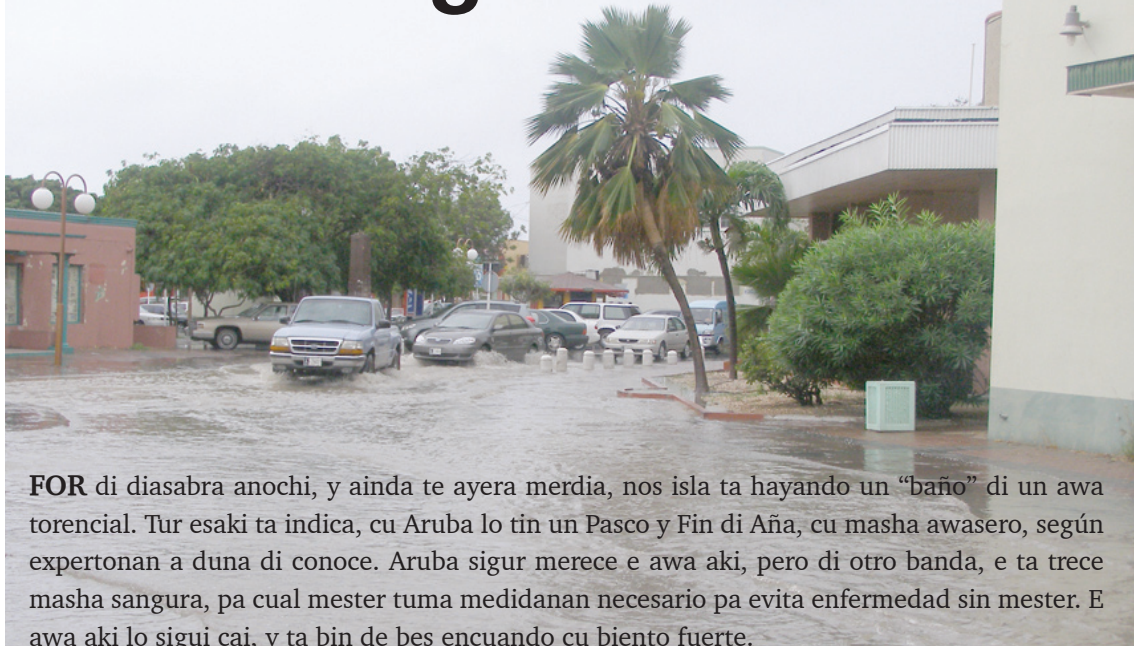 FOR di diasabra anochi, y ainda te ayera merdia, nos isla ta hayando un “baño” di un awa
torencial. Tur esaki ta indica, cu Aruba lo tin un Pasco y Fin di Aña, cu masha awasero, según
expertonan a duna di conoce. Aruba sigur merece e awa aki, pero di otro banda, e ta trece
masha sangura, pa cual mester tuma medidanan necesario pa evita enfermedad sin mester. E
awa aki lo sigui cai, y ta bin de bes encuando cu biento fuerte.